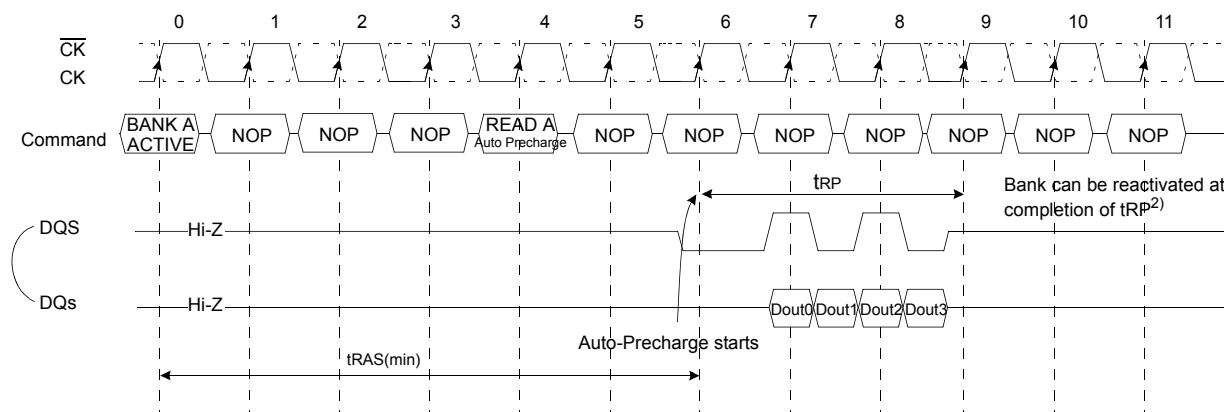 0 1 2 3 4 5 6 7 8 9 10 11
CK
CK
Command
BANK A
ACTIVE
NOP
NOP
NOP
READ A
Auto Precharge
NOP
NOP
NOP
NOP
NOP
NOP
NOP
tRP
Bank can be reactivated at
completion of tRP2)
DQS
Hi-Z
DQs
Hi-Z
Dout0 Dout1 Dout2 Dout3
Auto-Precharge starts
tRAS(min)